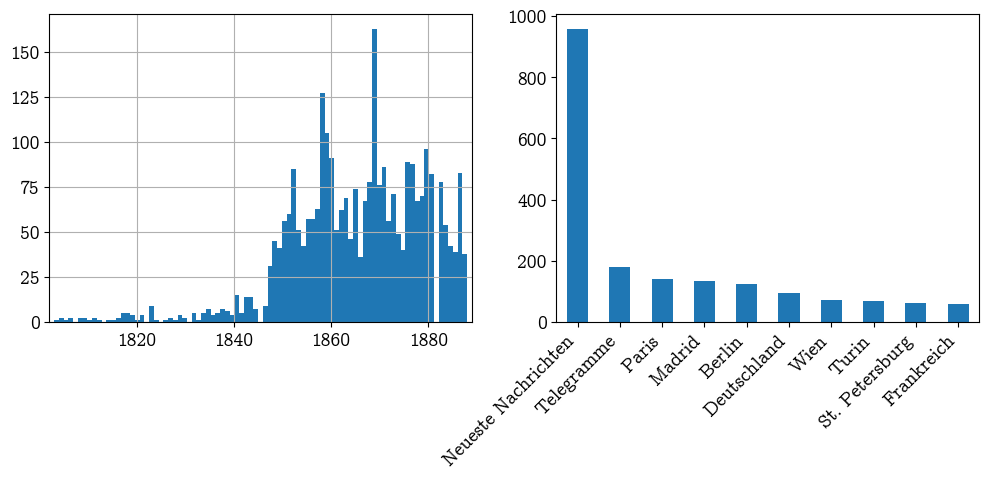 150
125
100
75
50
25
0
1820 1840 1860 1880
1000
800
600
400
200
0
Neueste Nachrichten
Telegramme
Paris
Madrid
Berlin
Deutschland
Wien
Turin
St. Petersburg
Frankreich